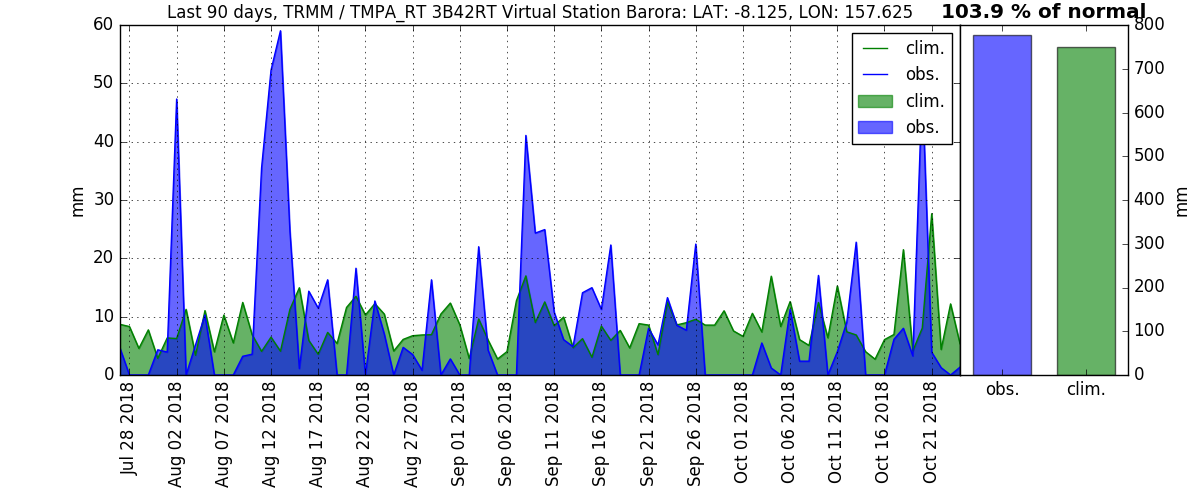 Last 90 days, TRMM / TMPA_RT 3B42RT Virtual Station Barora: LAT: -8.125, LON: 157.625
103.9 % of normal
60
50
40
30
20
10
0
mm
clim.
obs.
clim.
obs.
800
700
600
500
400
300
200
100
0
mm
Jul 28 2018
Aug 02 2018
Aug 07 2018
Aug 12 2018
Aug 17 2018
Aug 22 2018
Aug 27 2018
Sep 01 2018
Sep 06 2018
Sep 11 2018
Sep 16 2018
Sep 21 2018
Sep 26 2018
Oct 01 2018
Oct 06 2018
Oct 11 2018
Oct 16 2018
Oct 21 2018
obs.
clim.